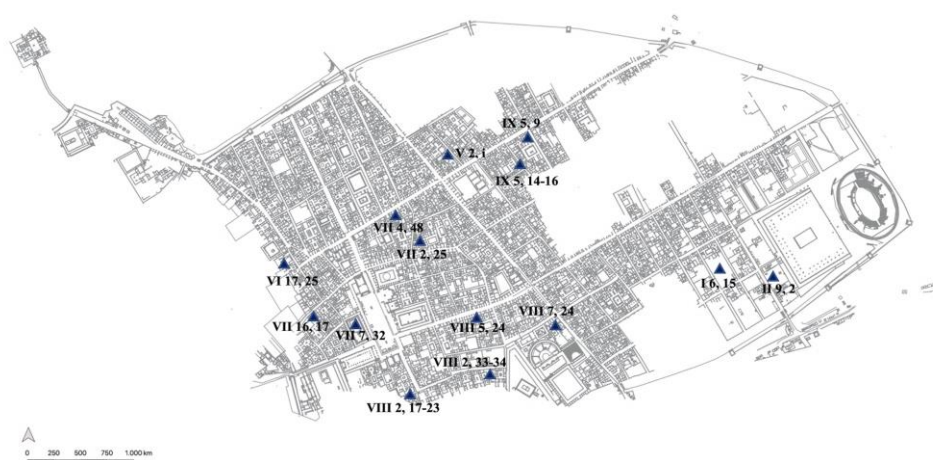 IX 5, 9
V 2, i
IX 5, 14-16
VII 4, 48
VII 2, 25
VI 17, 25
I 6, 15
II 9, 2
VII 16, 17
VII 7, 32
VIII 5, 24
VIII 7, 24
VIII 2, 33-34
VIII 2, 17-23
0 250 500 750 1.000 km